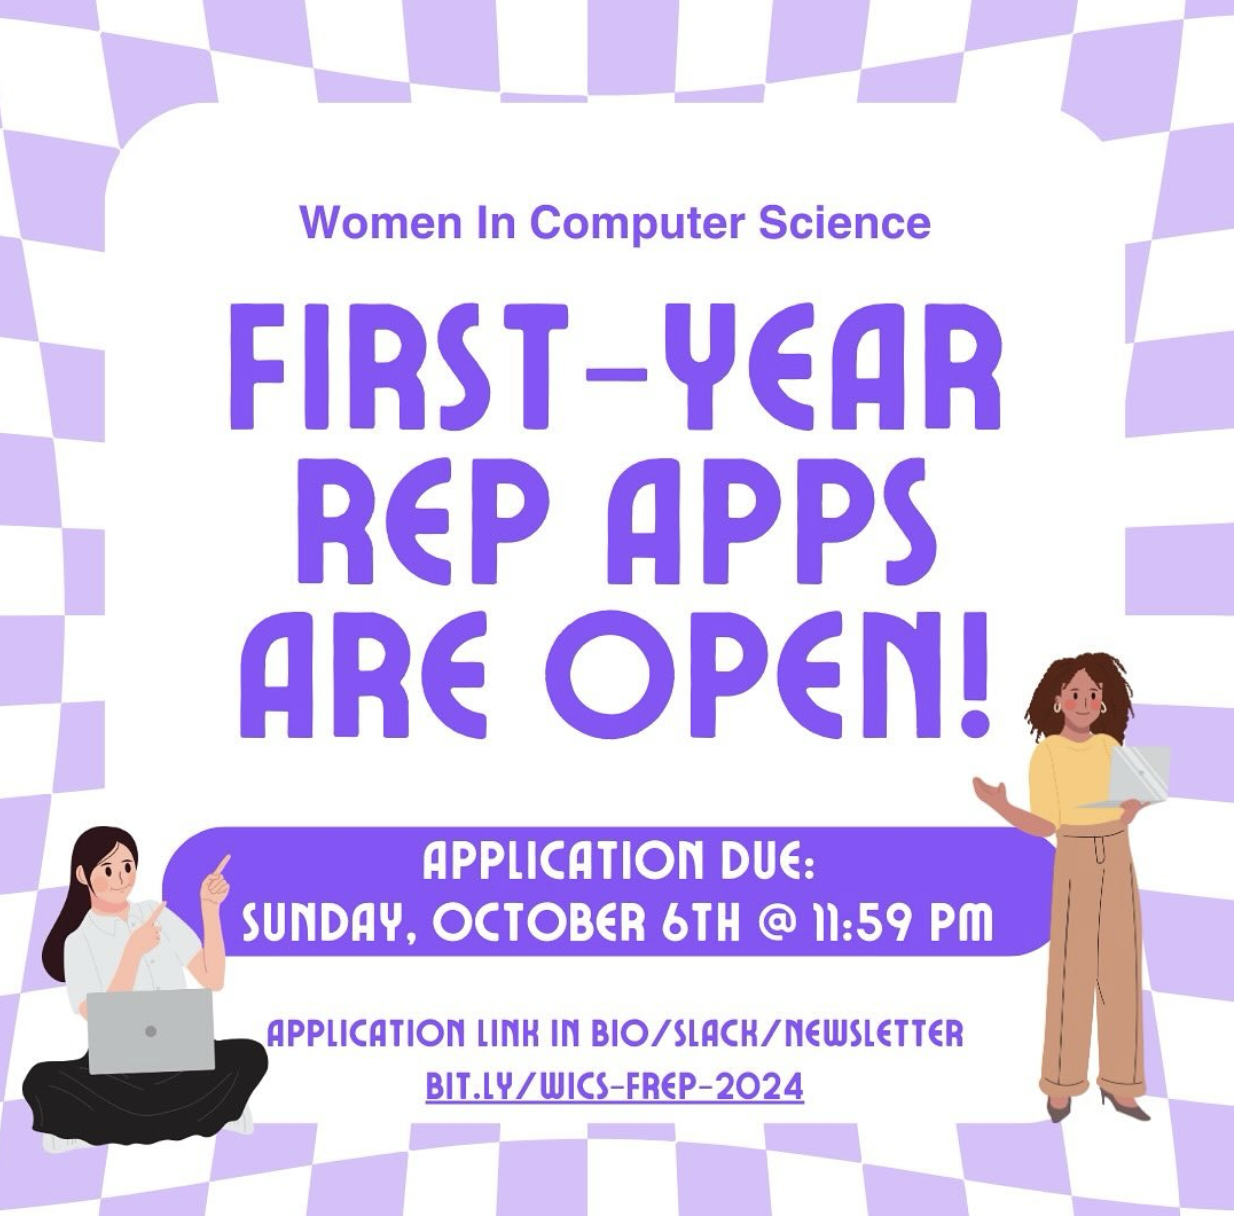 Women In Computer Science
FIRST-YEAR
REP APPS
ARE OPEN!
APPLICATION DUE:
SUNDAY, OCTOBER 6TH @ 11:59 PM
APPLICATION LINK IN BIO/SLACK/NEWSLETTER
BIT.LY/WICS-FREP-2024